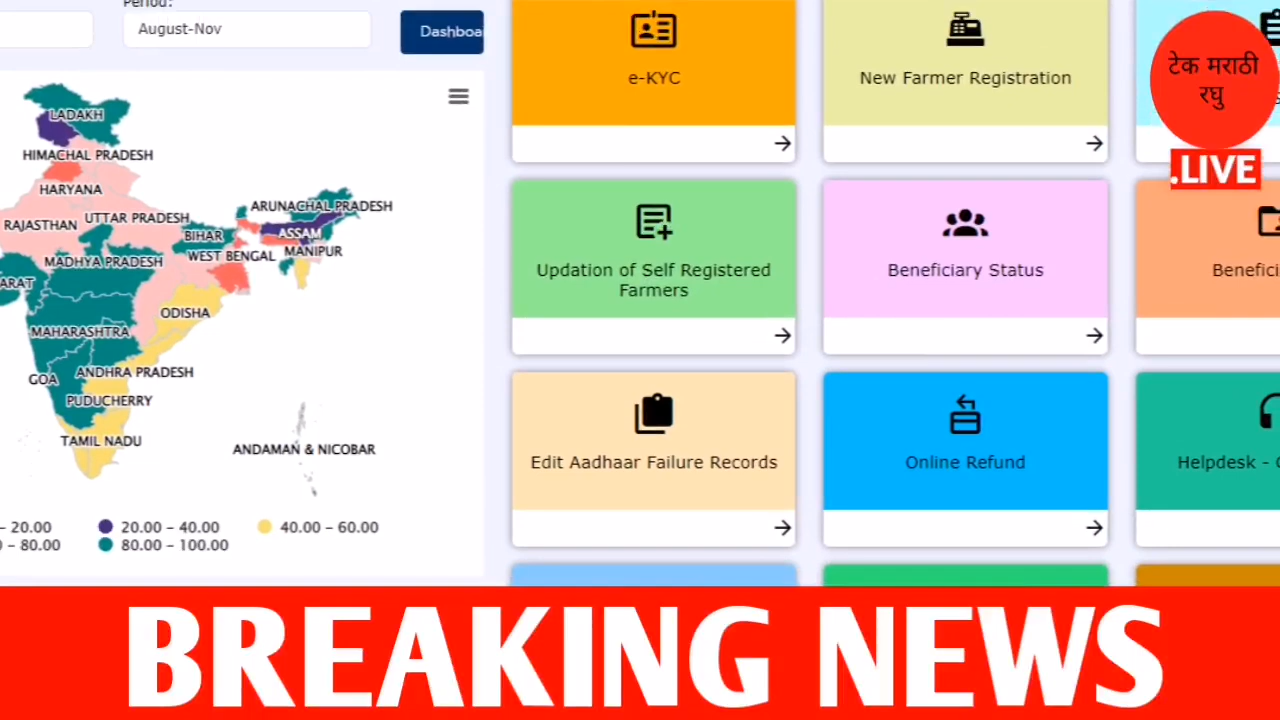 Period:
August-Nov
Dashboa
LADAKH
HIMACHAL PRADESH
HARYANA
RAJASTHAN
UTTAR PRADESH
ARUNACHAL PRADESH
BIHAR
ASSAM
WEST BENGAL
MANIPUR
MADHYA PRADESH
ARAT
ODISHA
MAHARASHTRA
GOA
ANDHRA PRADESH
PUDUCHERRY
TAMIL NADU
ANDAMAN & NICOBAR
– 20.00
20.00 – 40.00
40.00 – 60.00
0 – 80.00
80.00 – 100.00
e-KYC
New Farmer Registration
टेक मराठी
रघु
.LIVE
Updation of Self Registered
Farmers
Beneficiary Status
Benefici
Edit Aadhaar Failure Records
Online Refund
Helpdesk -
BREAKING NEWS